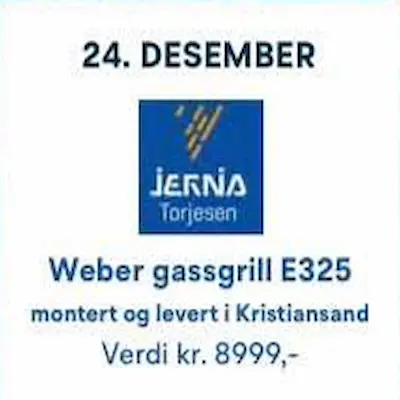 24. DESEMBER
JERNIA
Torjesen
Weber gassgrill E325
montert og levert i Kristiansand
Verdi kr. 8999,-